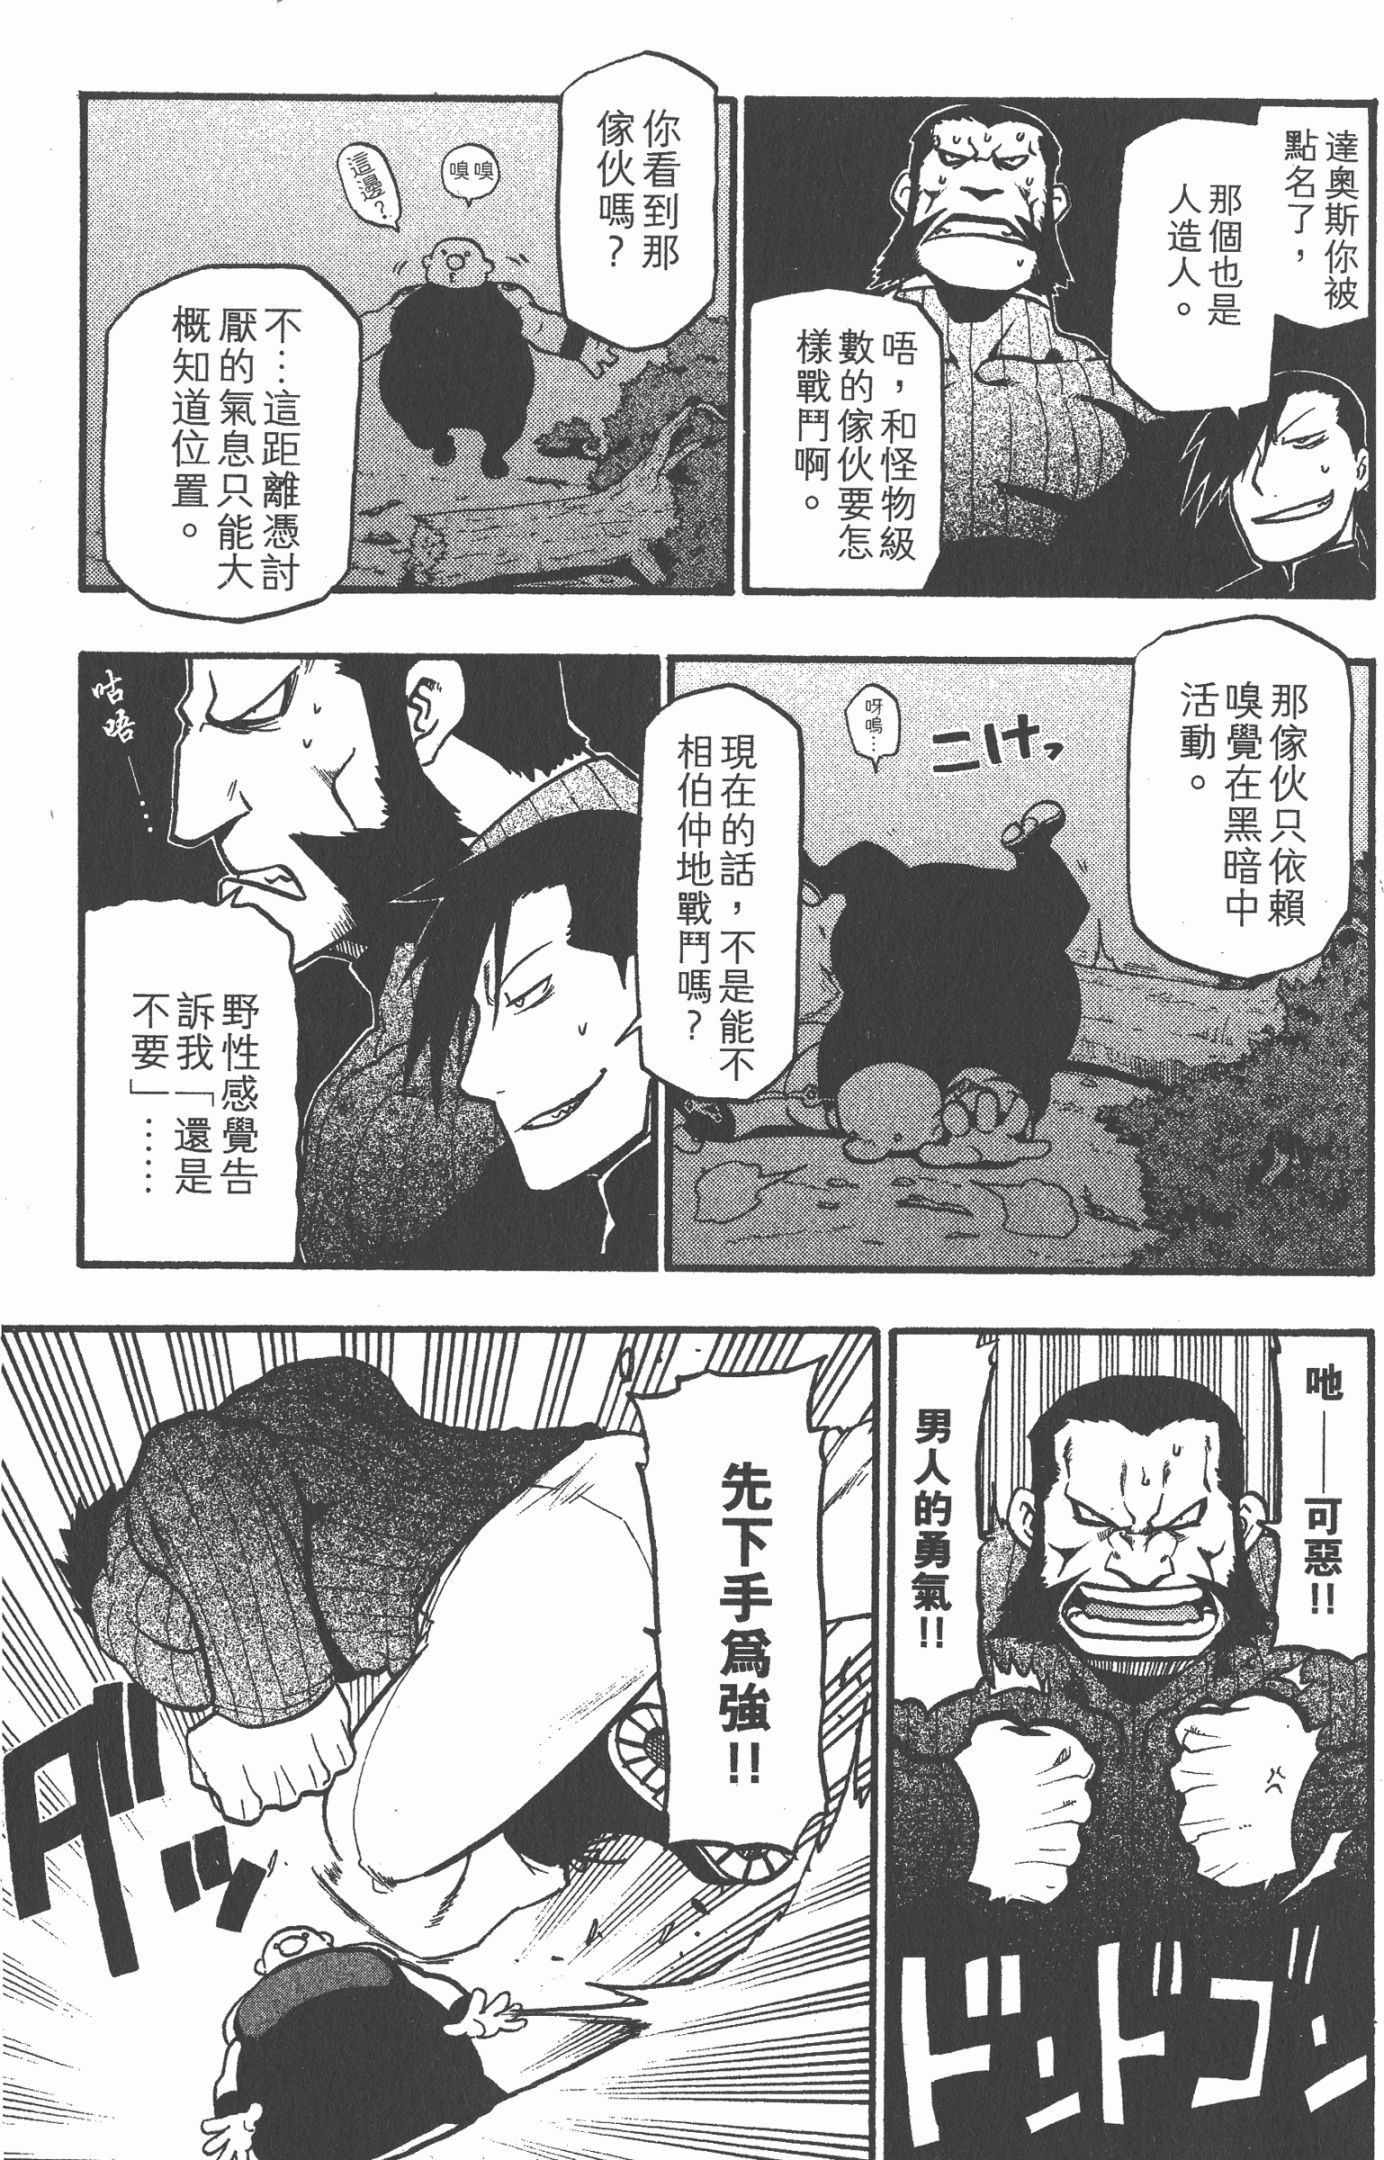 達奧斯你被
點名了，
那個也是
人造人。
唔，和怪物級
數的傢伙要怎
樣戰鬥啊。
你看到那
傢伙嗎？
嗅嗅
這邊？
不…這距離憑討
厭的氣息只能大
概知道位置。
那傢伙只依賴
嗅覺在黑暗中
活動。
こけっ
呀嗚…
現在的話，不是能不
相伯仲地戰鬥嗎？
咕唔─……
野性感覺告
訴我「還是
不要」……
吔──可惡!!
男人的勇氣!!
ドンドコン
先下手爲強!!
ダッ